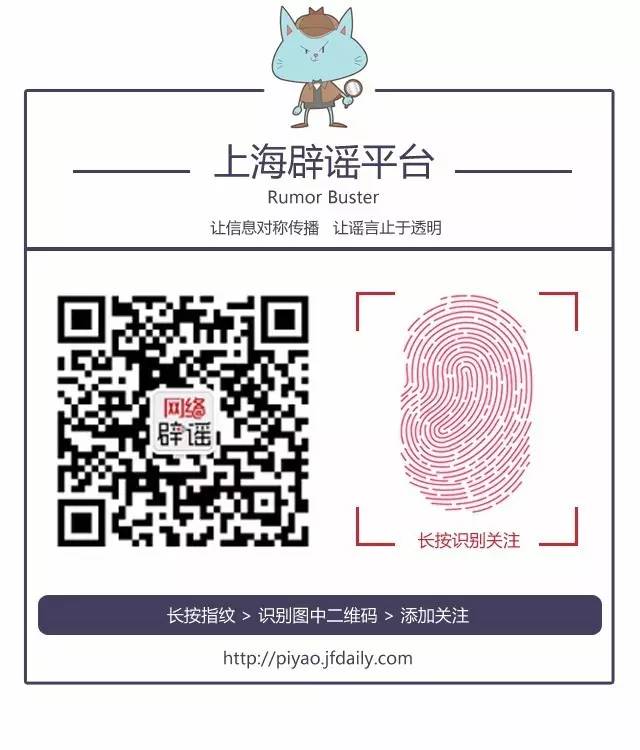 上海辟谣平台
Rumor Buster
让信息对称传播 让谣言止于透明
网络
辟谣
长按识别关注
长按指纹 > 识别图中二维码 > 添加关注
http://piyao.jfdaily.com